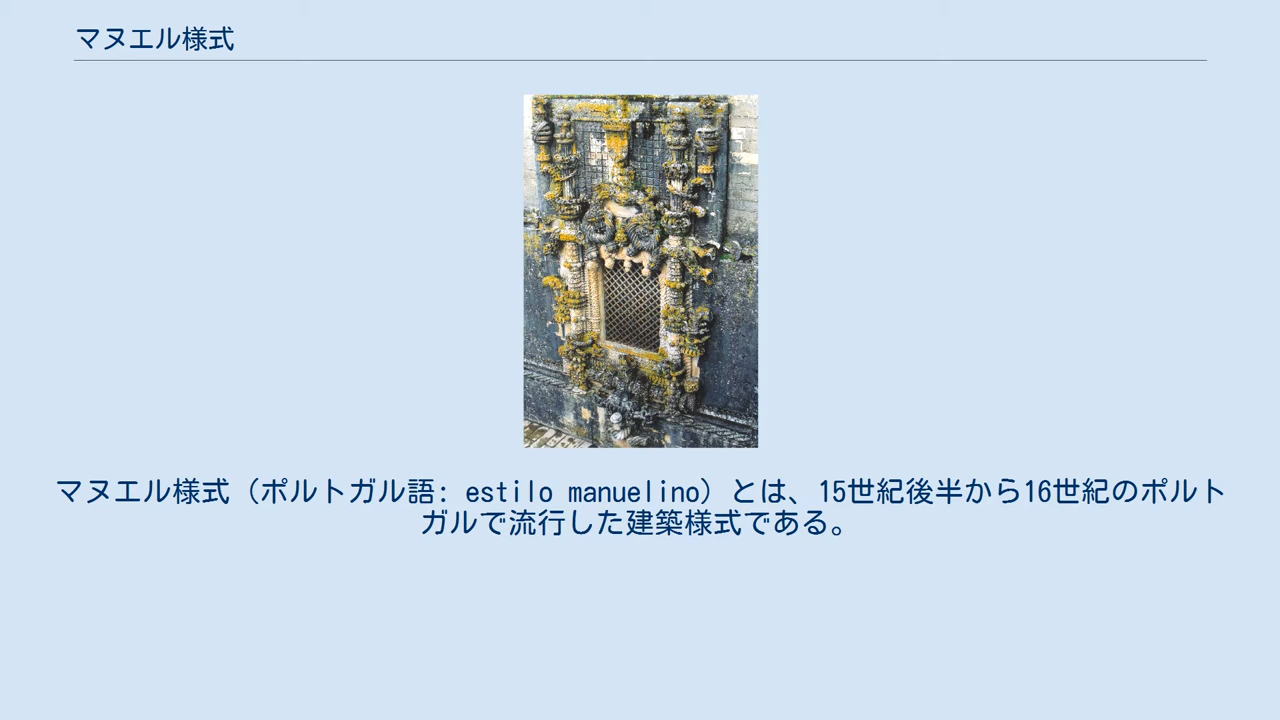 マヌエル様式
マヌエル様式（ポルトガル語: estilo manuelino）とは、15世紀後半から16世紀のポルト
ガルで流行した建築様式である。